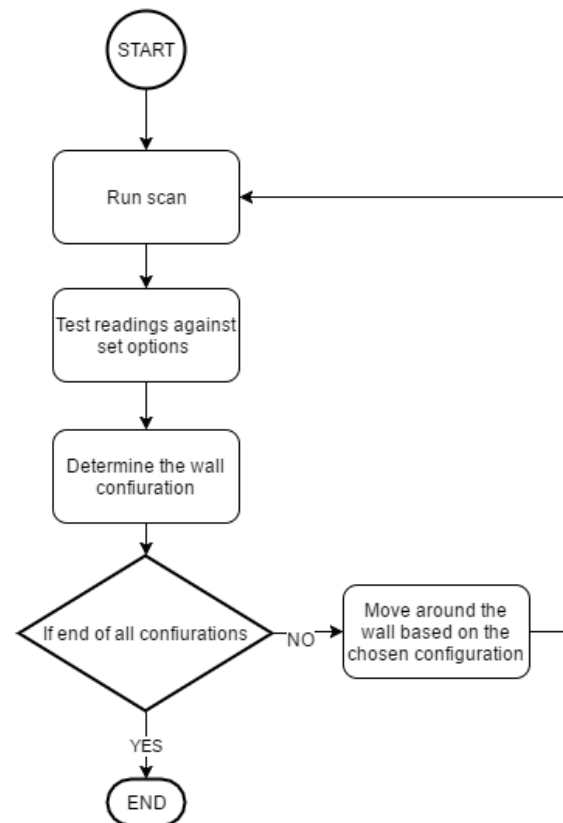 START
Run scan
Test readings against
set options
Determine the wall
confiuration
If end of all confiurations
NO
Move around the
wall based on the
chosen configuration
YES
END